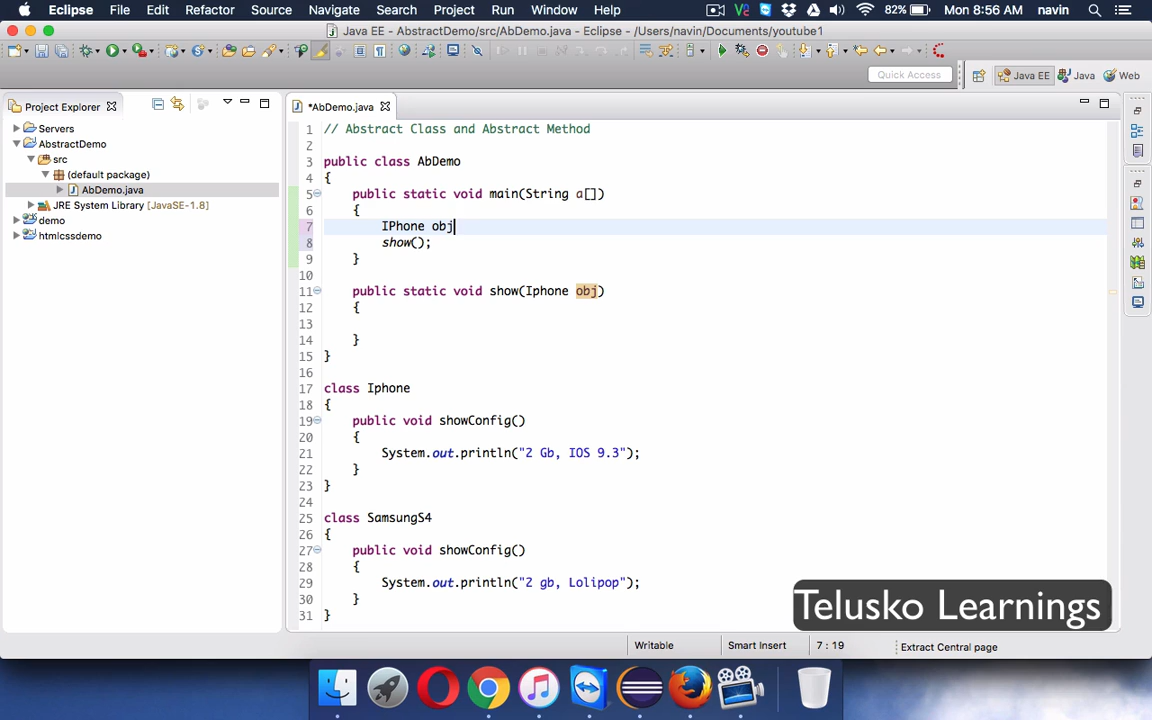 Eclipse File Edit Refactor Source Navigate Search Project Run Window Help 82% Mon 8:56 AM navin
Java EE - AbstractDemo/src/AbDemo.java - Eclipse - /Users/navin/Documents/youtube1
Quick Access
Java EE Java Web
Project Explorer
*AbDemo.java
Servers
AbstractDemo
src
(default package)
AbDemo.java
JRE System Library [JavaSE-1.8]
demo
htmlcssdemo
1 // Abstract Class and Abstract Method
2
3 public class AbDemo
4 {
5 public static void main(String a[])
6 {
7 IPhone obj
8 show();
9 }
10
11 public static void show(Iphone obj)
12 {
13
14 }
15 }
16
17 class Iphone
18 {
19 public void showConfig()
20 {
21 System.out.println("2 Gb, IOS 9.3");
22 }
23 }
24
25 class SamsungS4
26 {
27 public void showConfig()
28 {
29 System.out.println("2 gb, Lolipop");
30 }
31 }
Telusko Learnings
Writable Smart Insert 7 : 19 Extract Central page